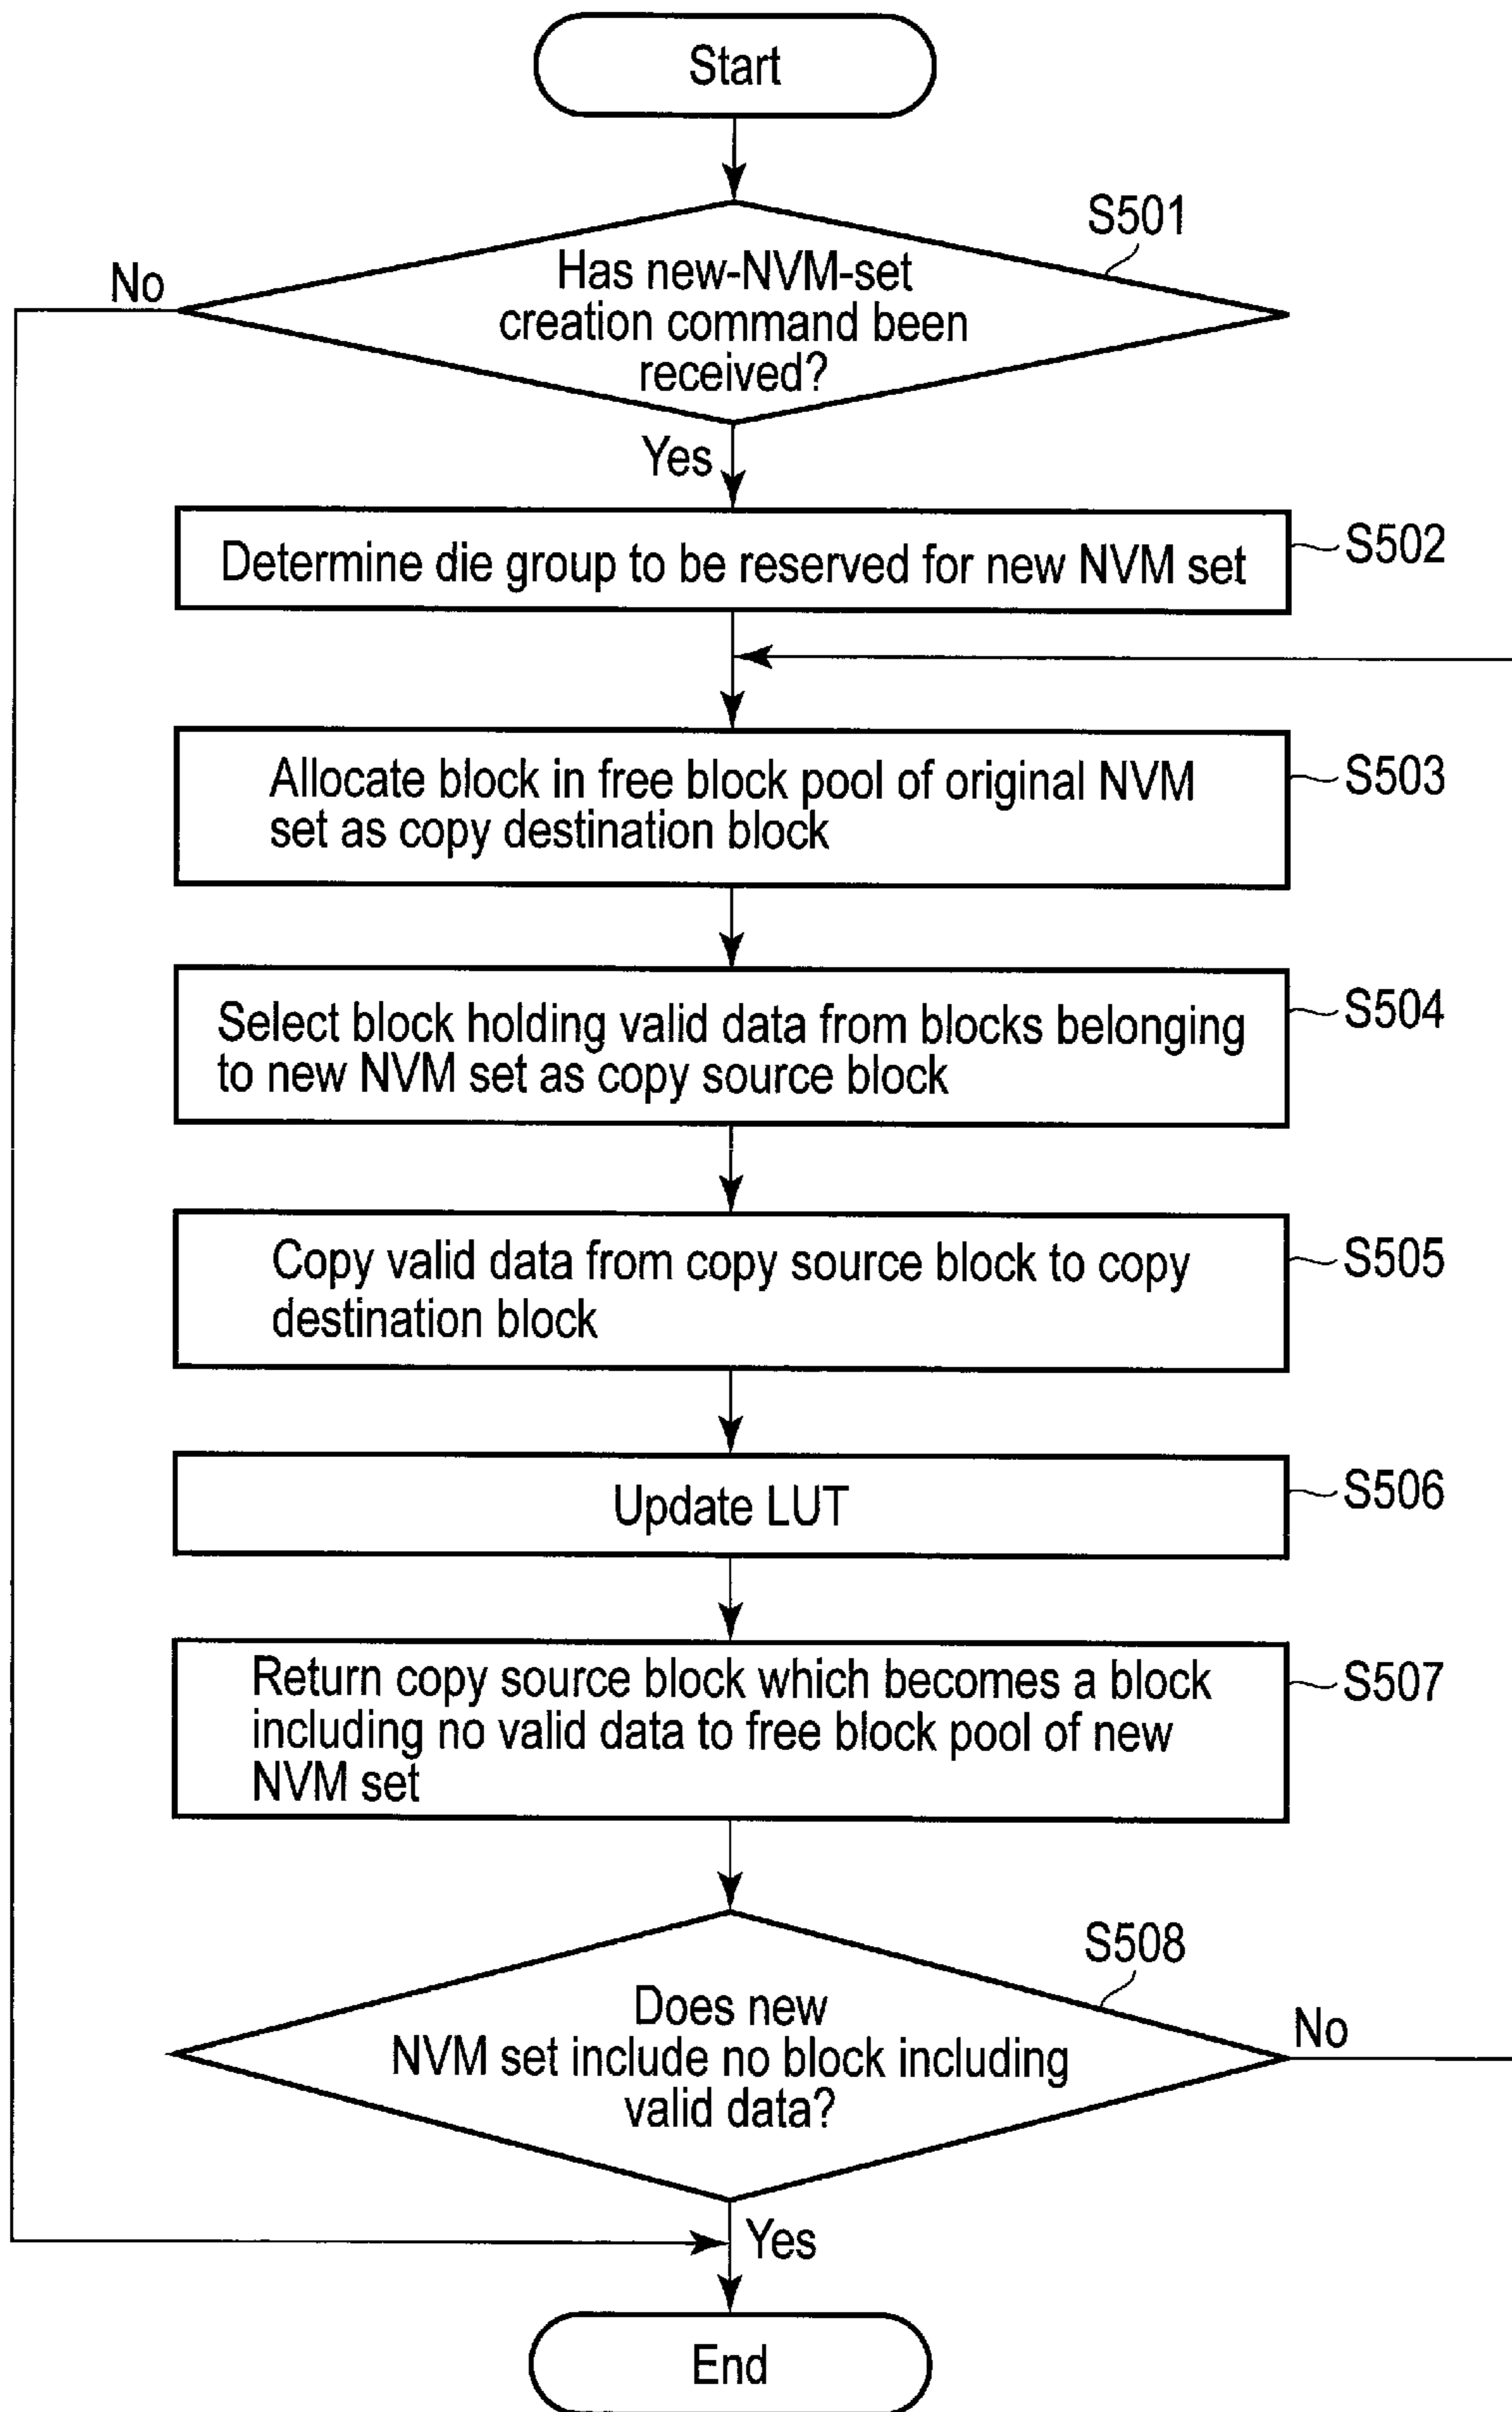 Start
S501
No
Has new-NVM-set
creation command been
received?
Yes
Determine die group to be reserved for new NVM set
S502
Allocate block in free block pool of original NVM
set as copy destination block
S503
Select block holding valid data from blocks belonging
to new NVM set as copy source block
S504
Copy valid data from copy source block to copy
destination block
S505
Update LUT
S506
Return copy source block which becomes a block
including no valid data to free block pool of new
NVM set
S507
S508
Does new
NVM set include no block including
valid data?
No
Yes
End